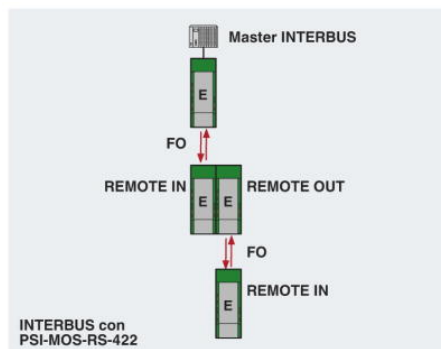 Master INTERBUS
E
FO
REMOTE IN
REMOTE OUT
E
E
FO
REMOTE IN
E
INTERBUS con
PSI-MOS-RS-422